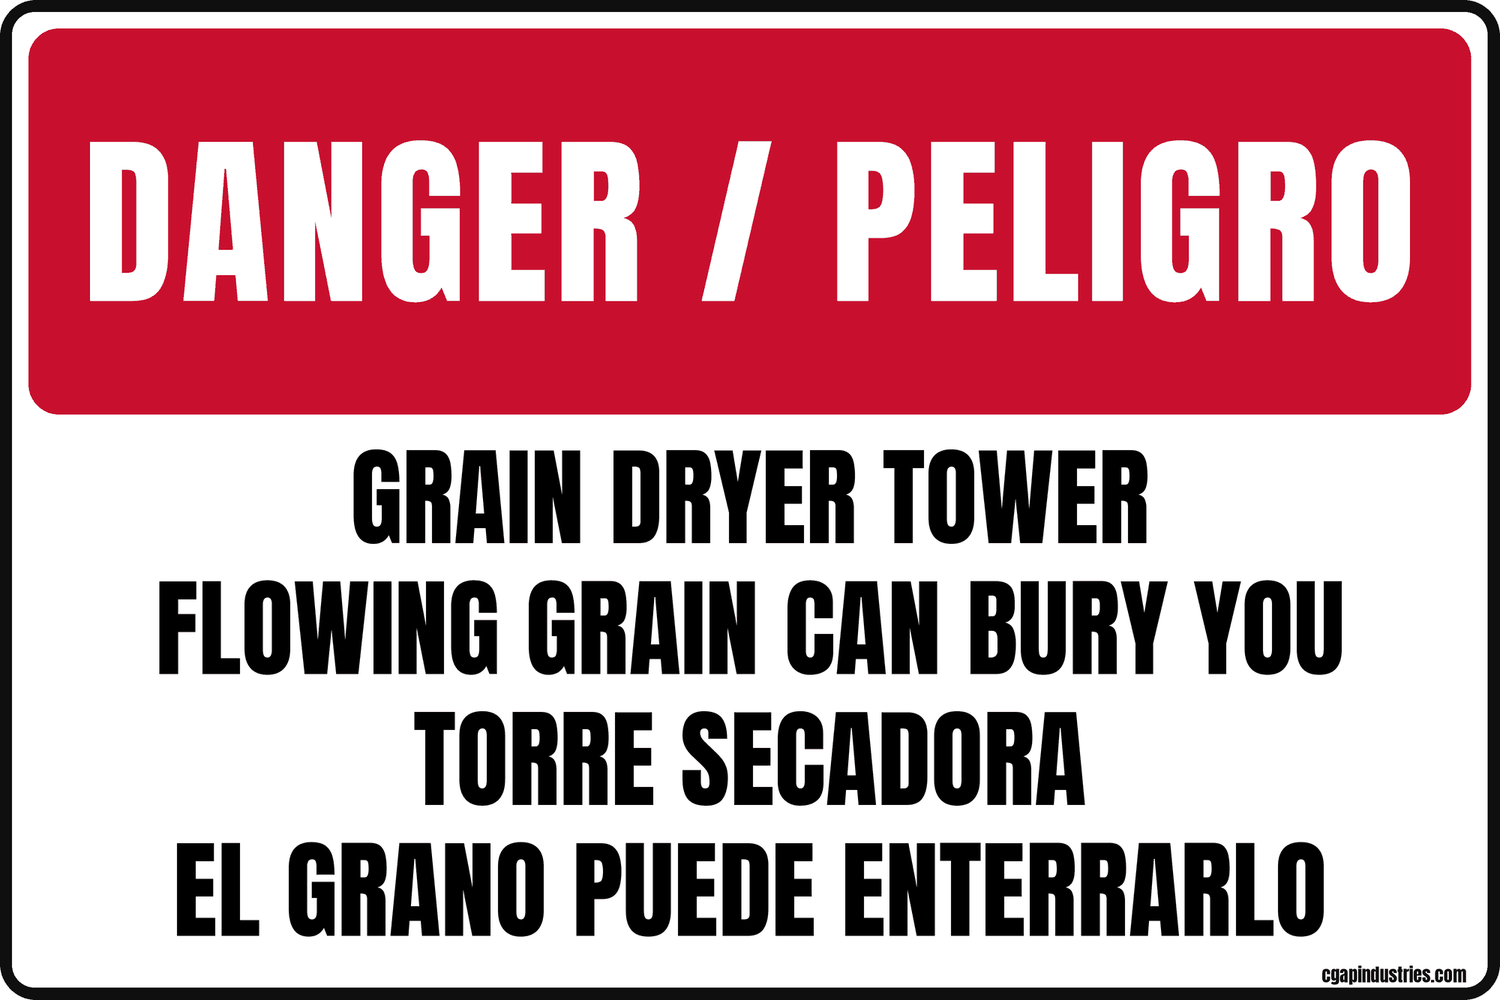 DANGER / PELIGRO
GRAIN DRYER TOWER
FLOWING GRAIN CAN BURY YOU
TORRE SECADORA
EL GRANO PUEDE ENTERRARLO
cgapindustries.com